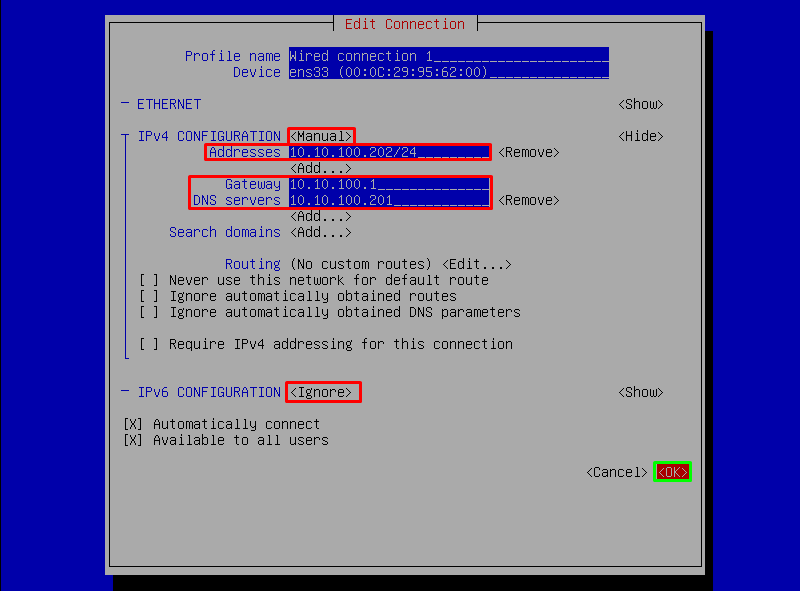 Edit Connection
Profile name Wired connection 1______________________
Device ens33 (00:0C:29:95:62:00)_______________
ETHERNET <Show>
IPv4 CONFIGURATION <Manual> <Hide>
Addresses 10.10.100.202/24_________ <Remove>
<Add...>
Gateway 10.10.100.1______________
DNS servers 10.10.100.201____________ <Remove>
<Add...>
Search domains <Add...>
Routing (No custom routes) <Edit...>
[ ] Never use this network for default route
[ ] Ignore automatically obtained routes
[ ] Ignore automatically obtained DNS parameters
[ ] Require IPv4 addressing for this connection
IPv6 CONFIGURATION <Ignore> <Show>
[X] Automatically connect
[X] Available to all users
<Cancel> <OK>